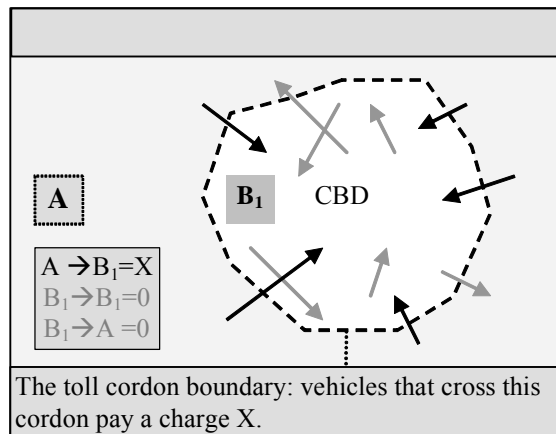 A
B₁
CBD
A →B₁=X
B₁→B₁=0
B₁→A =0
The toll cordon boundary: vehicles that cross this
cordon pay a charge X.